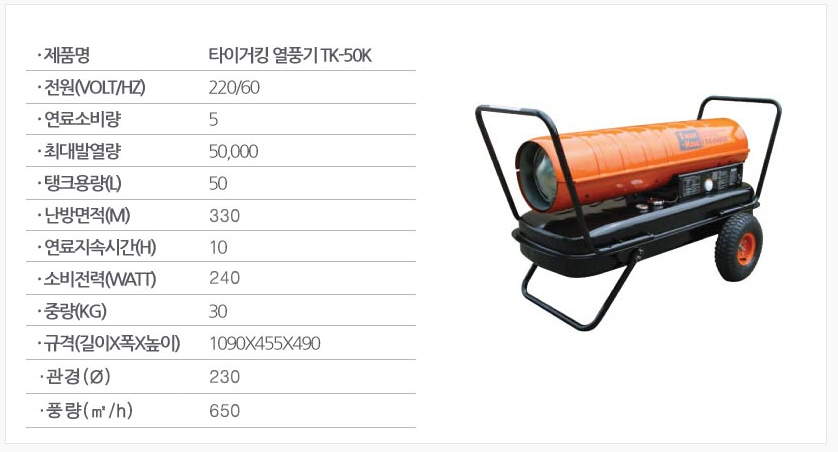 ·제품명 타이거킹 열풍기 TK-50K
·전원(VOLT/HZ) 220/60
·연료소비량 5
·최대발열량 50,000
·탱크용량(L) 50
·난방면적(M) 330
·연료지속시간(H) 10
·소비전력(WATT) 240
·중량(KG) 30
·규격(길이X폭X높이) 1090X455X490
·관경(Ø) 230
·풍량(㎡/h) 650